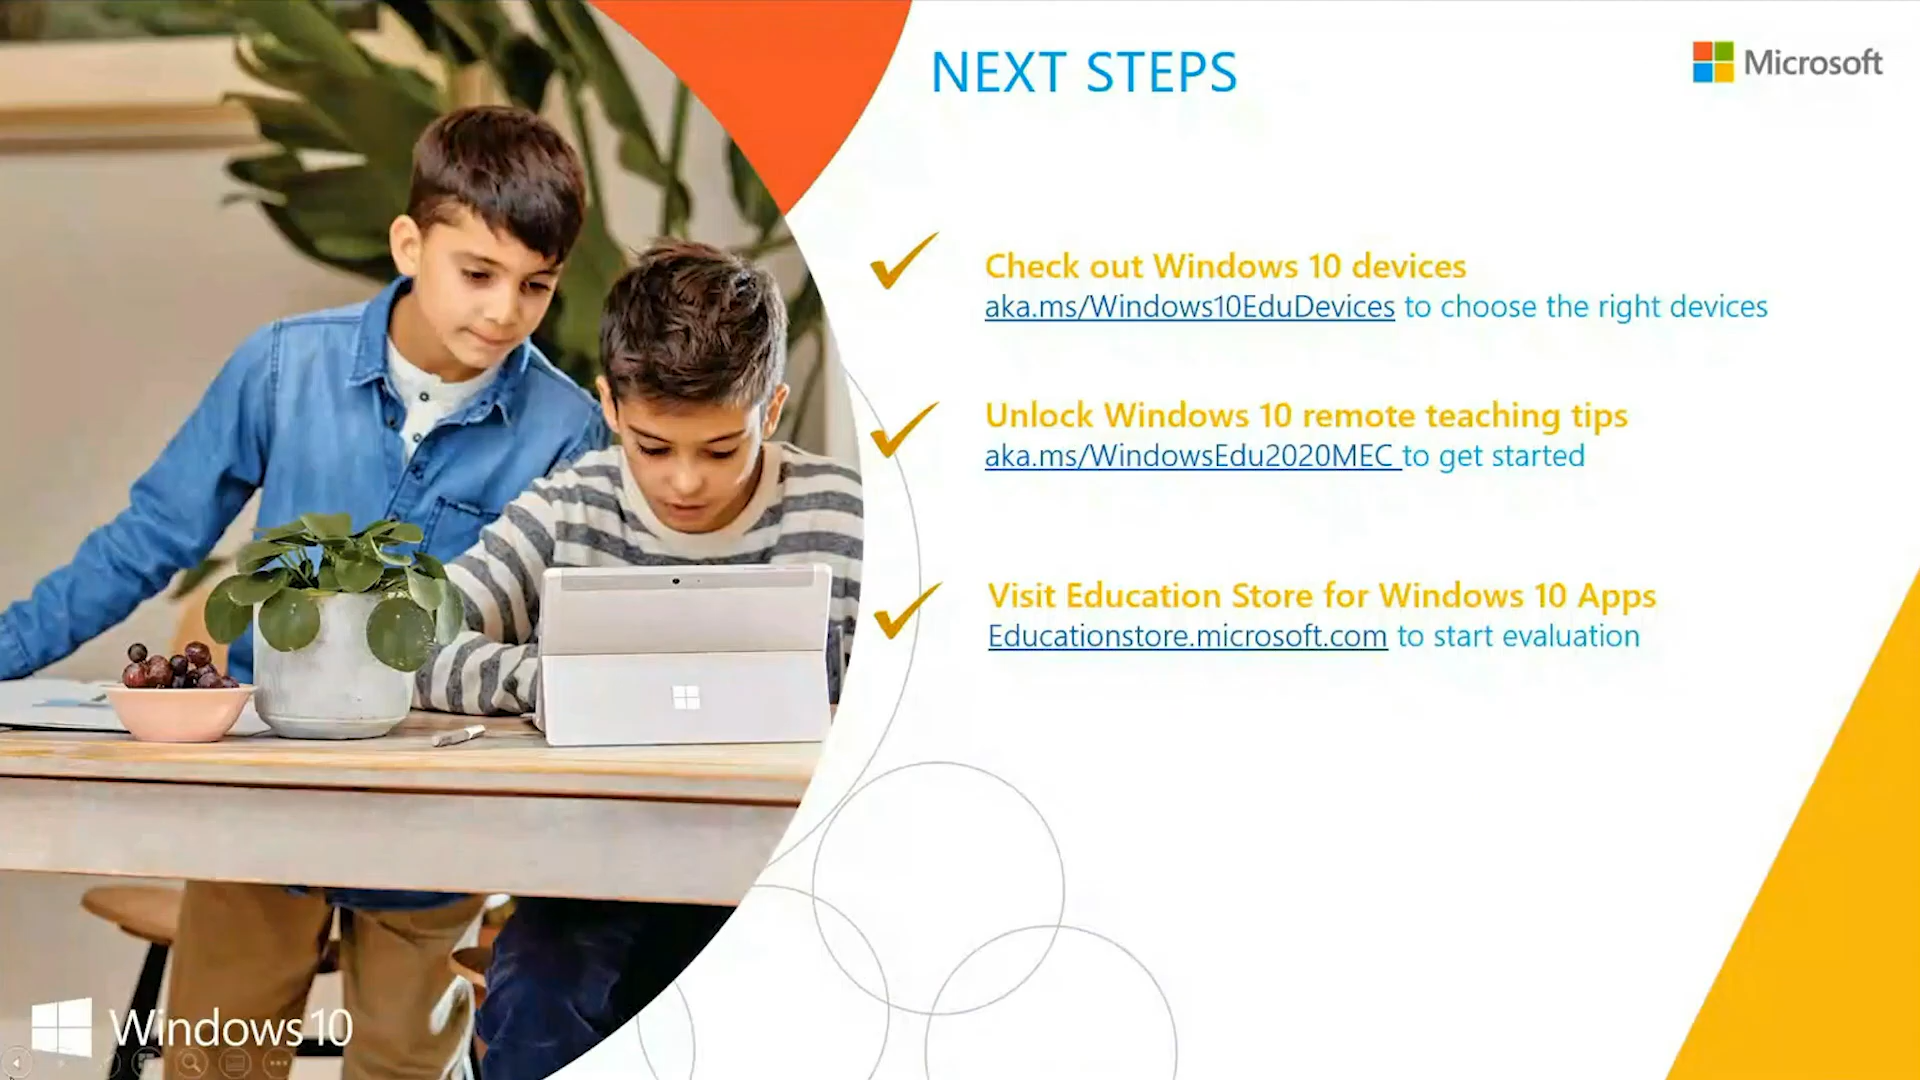 NEXT STEPS
Microsoft
Check out Windows 10 devices
aka.ms/Windows10EduDevices to choose the right devices
Unlock Windows 10 remote teaching tips
aka.ms/WindowsEdu2020MEC to get started
Visit Education Store for Windows 10 Apps
Educationstore.microsoft.com to start evaluation
Windows 10